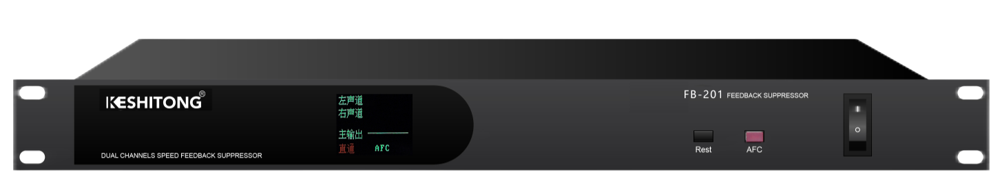 KESHITONG®
DUAL CHANNELS SPEED FEEDBACK SUPPRESSOR
左声道
右声道
主输出
直通 AFC
FB-201 FEEDBACK SUPPRESSOR
Rest
AFC